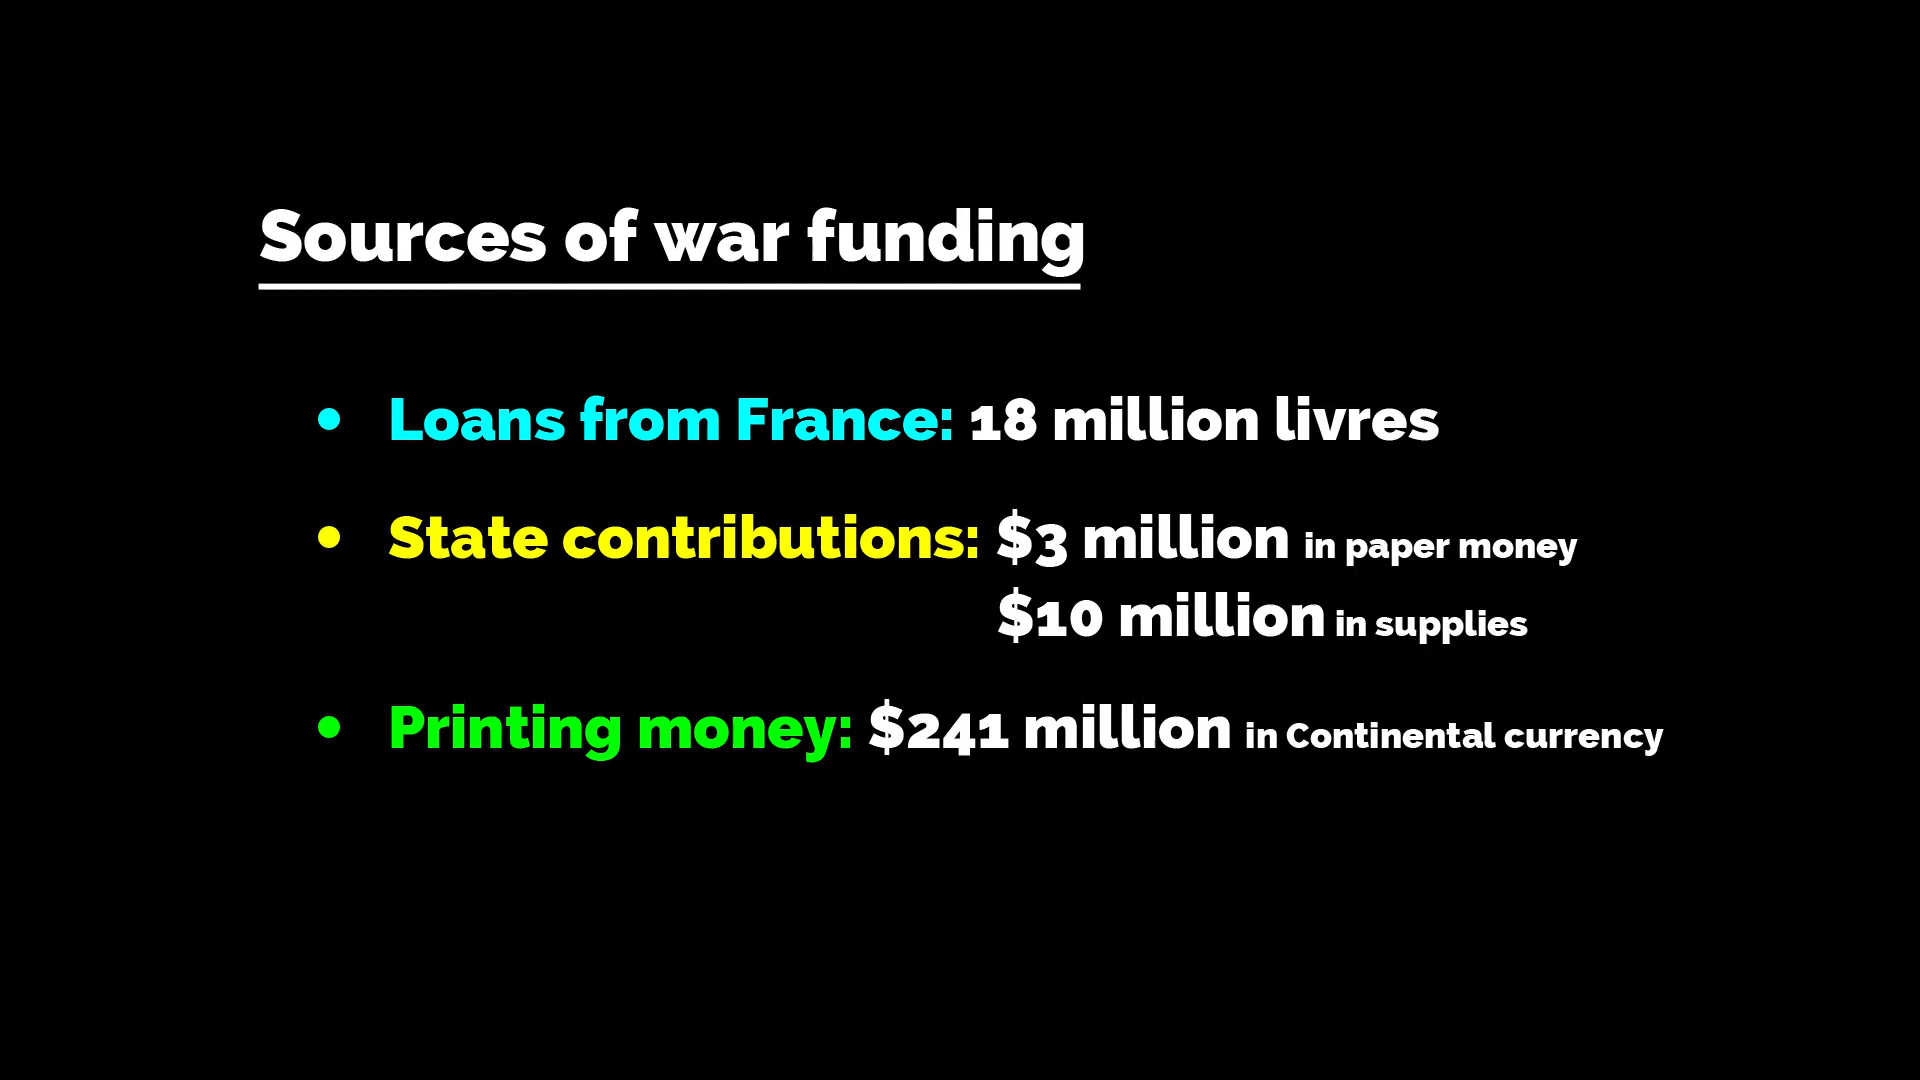 Sources of war funding
• Loans from France: 18 million livres
• State contributions: $3 million in paper money
$10 million in supplies
• Printing money: $241 million in Continental currency